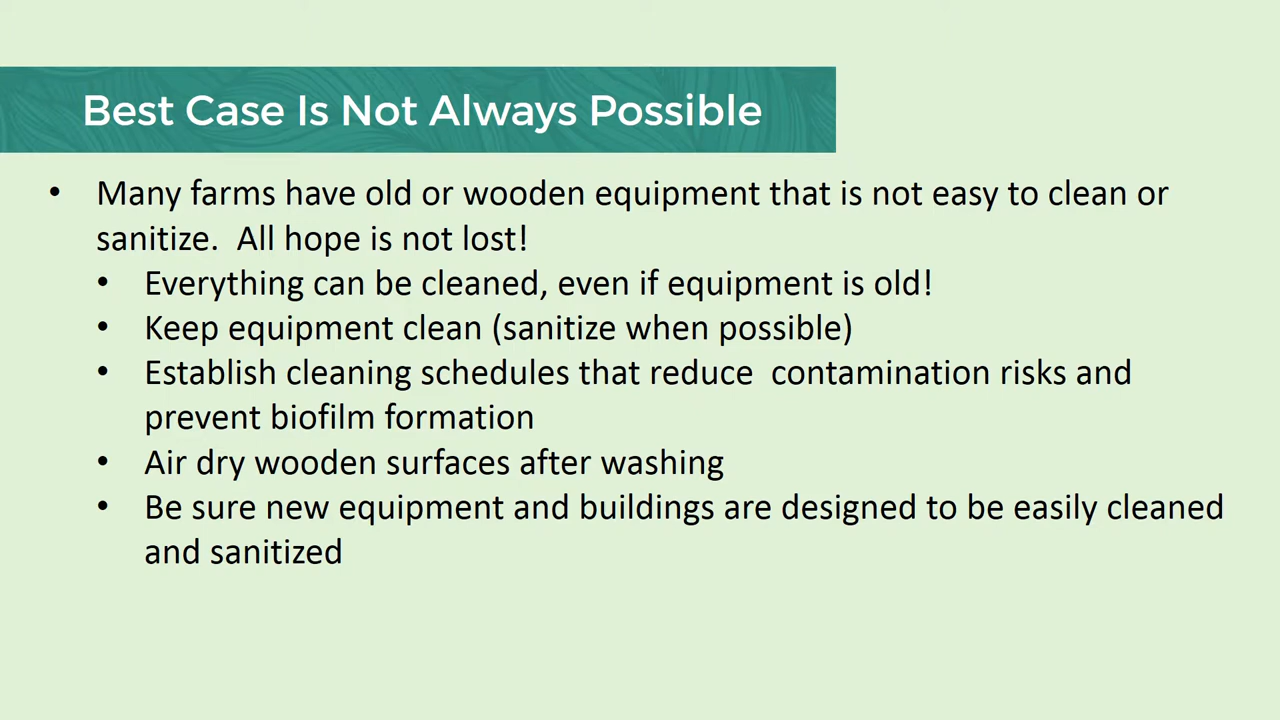 Best Case Is Not Always Possible
• Many farms have old or wooden equipment that is not easy to clean or
sanitize.  All hope is not lost!
• Everything can be cleaned, even if equipment is old!
• Keep equipment clean (sanitize when possible)
• Establish cleaning schedules that reduce  contamination risks and
prevent biofilm formation
• Air dry wooden surfaces after washing
• Be sure new equipment and buildings are designed to be easily cleaned
and sanitized